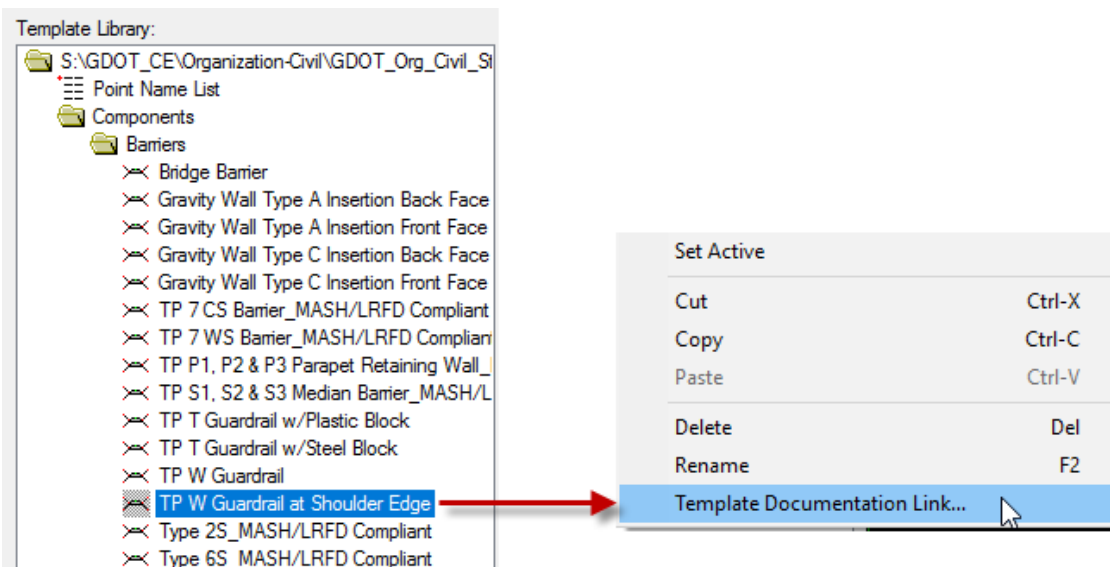 Template Library:
S:\GDOT_CE\Organization-Civil\GDOT_Org_Civil_St
Point Name List
Components
Barriers
Bridge Barrier
Gravity Wall Type A Insertion Back Face
Gravity Wall Type A Insertion Front Face
Gravity Wall Type C Insertion Back Face
Gravity Wall Type C Insertion Front Face
TP 7 CS Barrier_MASH/LRFD Compliant
TP 7 WS Barrier_MASH/LRFD Compliant
TP P1, P2 & P3 Parapet Retaining Wall_
TP S1, S2 & S3 Median Barrier_MASH/L
TP T Guardrail w/Plastic Block
TP T Guardrail w/Steel Block
TP W Guardrail
TP W Guardrail at Shoulder Edge
Type 2S_MASH/LRFD Compliant
Type 6S_MASH/LRFD Compliant
Set Active
Cut Ctrl-X
Copy Ctrl-C
Paste Ctrl-V
Delete Del
Rename F2
Template Documentation Link...